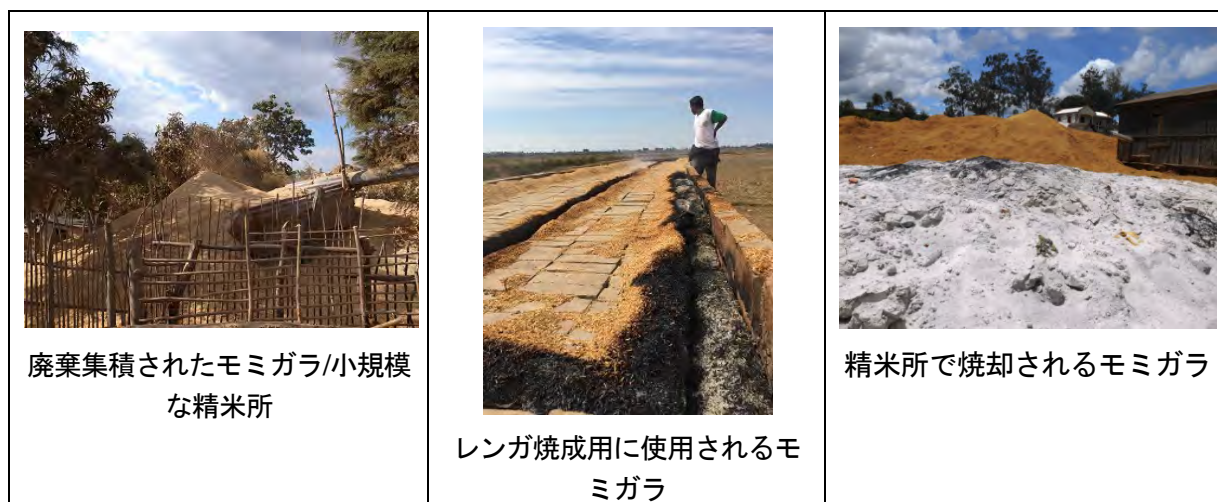 廃棄集積されたモミガラ/小規模
な精米所
レンガ焼成用に使用されるモ
ミガラ
精米所で焼却されるモミガラ